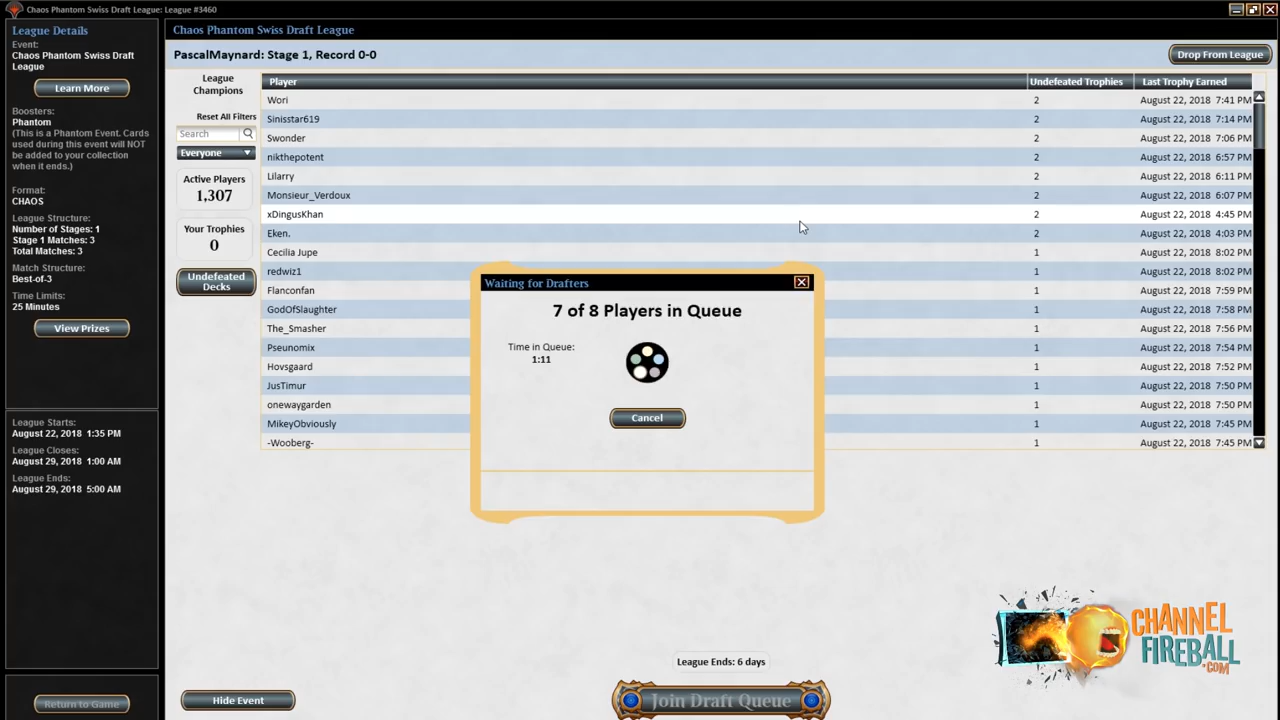 Chaos Phantom Swiss Draft League: League #3460
League Details
Event:
Chaos Phantom Swiss Draft
League
Learn More
Boosters:
Phantom
(This is a Phantom Event. Cards
used during this event will NOT
be added to your collection
when it ends.)
Format:
CHAOS
League Structure:
Number of Stages: 1
Stage 1 Matches: 3
Total Matches: 3
Match Structure:
Best-of-3
Time Limits:
25 Minutes
View Prizes
League Starts:
August 22, 2018 1:35 PM
League Closes:
August 29, 2018 1:00 AM
League Ends:
August 29, 2018 5:00 AM
Return to Game
Chaos Phantom Swiss Draft League
PascalMaynard: Stage 1, Record 0-0
Drop From League
League
Champions
Reset All Filters
Search
Everyone
Active Players
1,307
Your Trophies
0
Undefeated
Decks
Player Undefeated Trophies Last Trophy Earned
Wori 2 August 22, 2018 7:41 PM
Sinisstar619 2 August 22, 2018 7:14 PM
Swonder 2 August 22, 2018 7:06 PM
nikthepotent 2 August 22, 2018 6:57 PM
Lilarry 2 August 22, 2018 6:11 PM
Monsieur_Verdoux 2 August 22, 2018 6:07 PM
xDingusKhan 2 August 22, 2018 4:45 PM
Eken. 2 August 22, 2018 4:03 PM
Cecilia Jupe 1 August 22, 2018 8:02 PM
redwiz1 1 August 22, 2018 8:02 PM
Flanconfan 1 August 22, 2018 7:59 PM
GodOfSlaughter 1 August 22, 2018 7:58 PM
The_Smasher 1 August 22, 2018 7:56 PM
Pseunomix 1 August 22, 2018 7:54 PM
Hovsgaard 1 August 22, 2018 7:52 PM
JusTimur 1 August 22, 2018 7:50 PM
onewaygarden 1 August 22, 2018 7:50 PM
MikeyObviously 1 August 22, 2018 7:45 PM
-Wooberg- 1 August 22, 2018 7:45 PM
Waiting for Drafters
7 of 8 Players in Queue
Time in Queue:
1:11
Cancel
CHANNEL
FIREBALL
.COM
League Ends: 6 days
Hide Event
Join Draft Queue